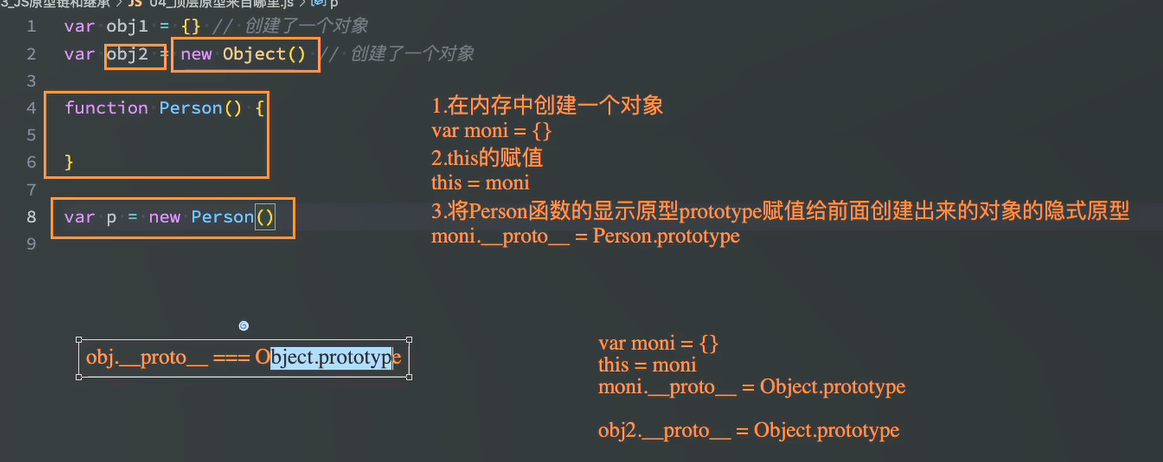 3_JS原型链和继承 > JS 04_顶层原型来自哪里.js > p
1 var obj1 = {} // 创建了一个对象
2 var obj2 = new Object() // 创建了一个对象
3
4 function Person() {
5
6 }
7
8 var p = new Person()
9
1.在内存中创建一个对象
var moni = {}
2.this的赋值
this = moni
3.将Person函数的显示原型prototype赋值给前面创建出来的对象的隐式原型
moni.__proto__ = Person.prototype
obj.__proto__ === Object.prototype
var moni = {}
this = moni
moni.__proto__ = Object.prototype
obj2.__proto__ = Object.prototype